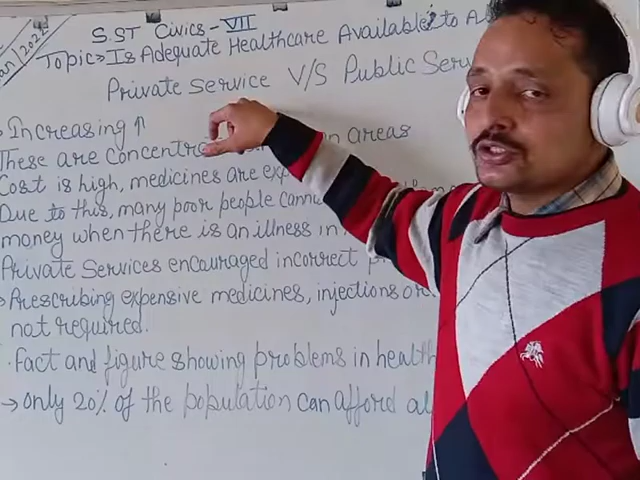 Jan/2022
SST Civics-VII
Topic> Is Adequate Healthcare Available to A
Private Service V/S Public Serv
Increasing ↑
These are concentr in areas
Cost is high, medicines are exp
Due to this, many poor people cann
money when there is an illness in
Private Services encouraged incorrect p
> Arescribing expensive medicines, injections or
not required.
. Fact and figure showing problems in health
→ only 20% of the population can afford al